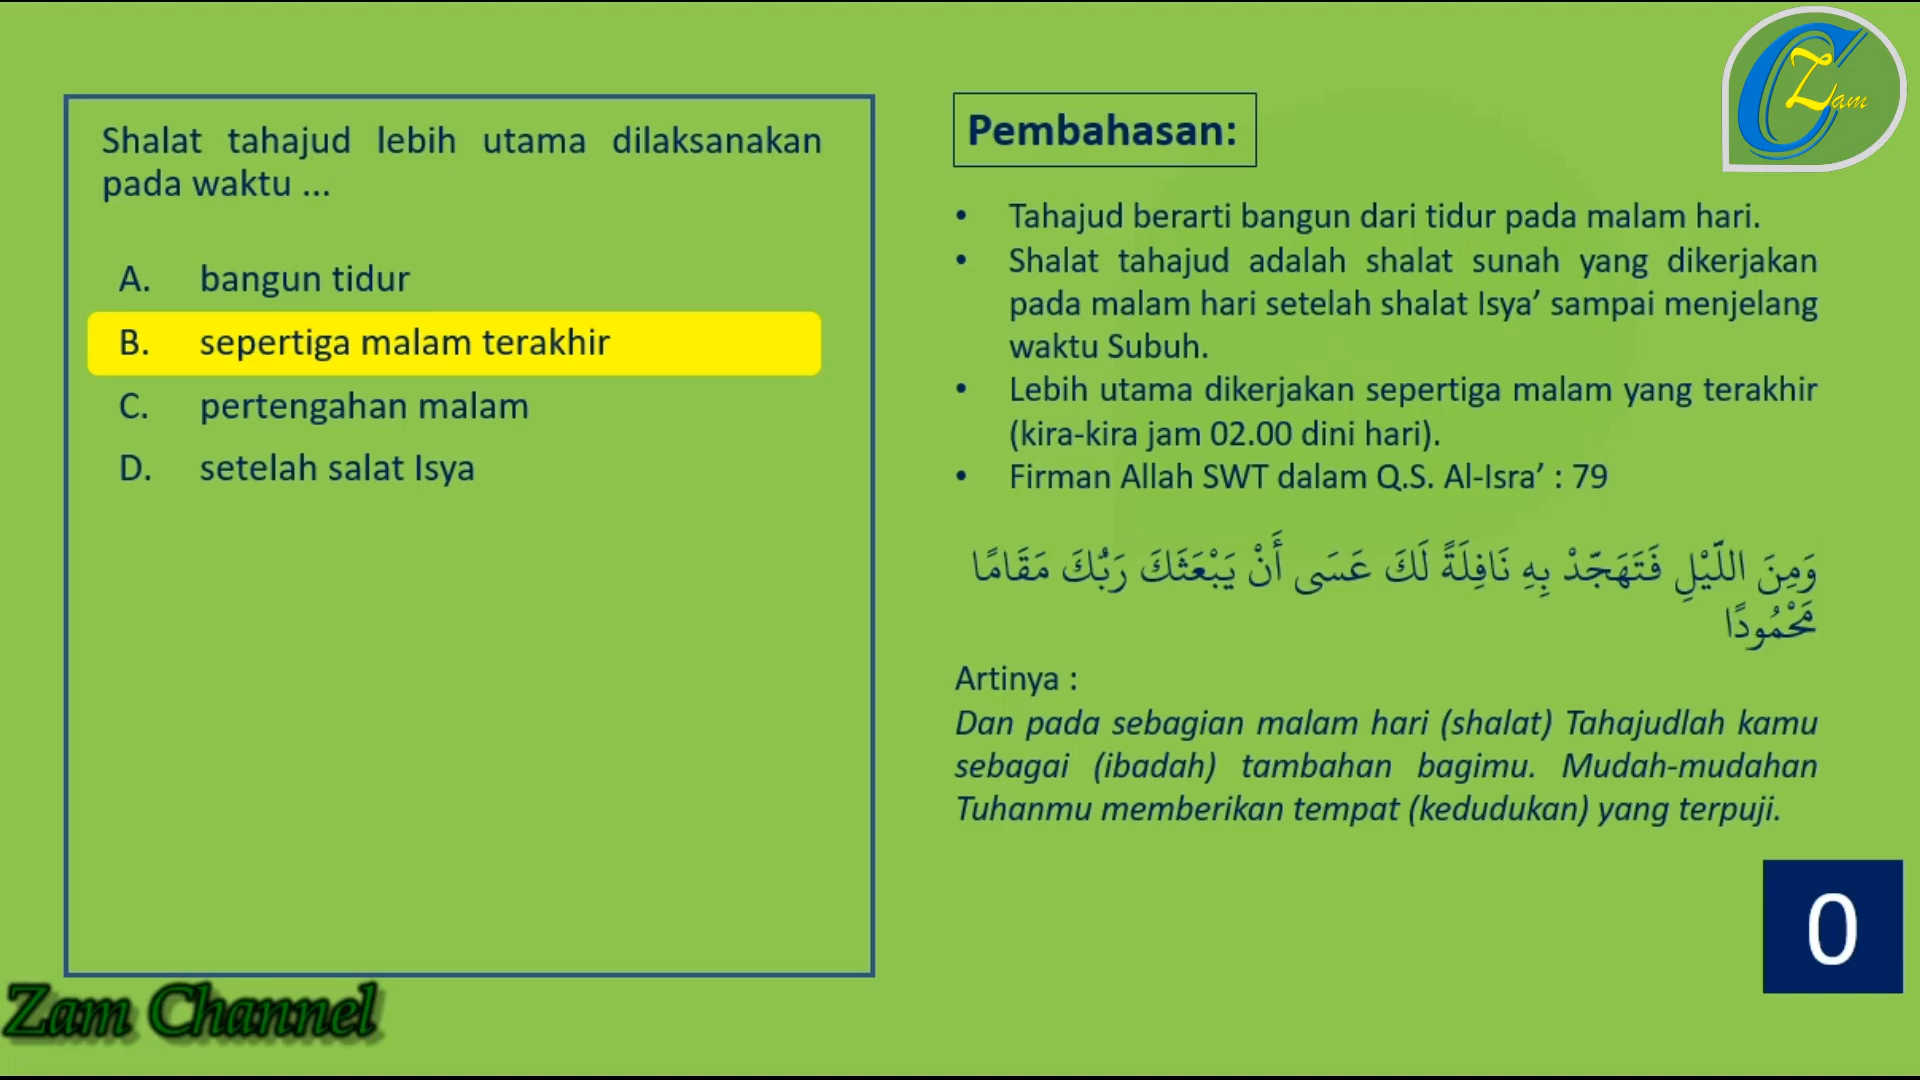 Shalat tahajud lebih utama dilaksanakan
pada waktu ...
A. bangun tidur
B. sepertiga malam terakhir
C. pertengahan malam
D. setelah salat Isya
Zam Channel
C Zam
Pembahasan:
• Tahajud berarti bangun dari tidur pada malam hari.
• Shalat tahajud adalah shalat sunah yang dikerjakan
pada malam hari setelah shalat Isya’ sampai menjelang
waktu Subuh.
• Lebih utama dikerjakan sepertiga malam yang terakhir
(kira-kira jam 02.00 dini hari).
• Firman Allah SWT dalam Q.S. Al-Isra’ : 79
وَمِنَ اللَّيْلِ فَتَهَجَّدْ بِهِ نَافِلَةً لَكَ عَسَى أَنْ يَبْعَثَكَ رَبُّكَ مَقَامًا
مَحْمُودًا
Artinya :
Dan pada sebagian malam hari (shalat) Tahajudlah kamu
sebagai (ibadah) tambahan bagimu. Mudah-mudahan
Tuhanmu memberikan tempat (kedudukan) yang terpuji.
0